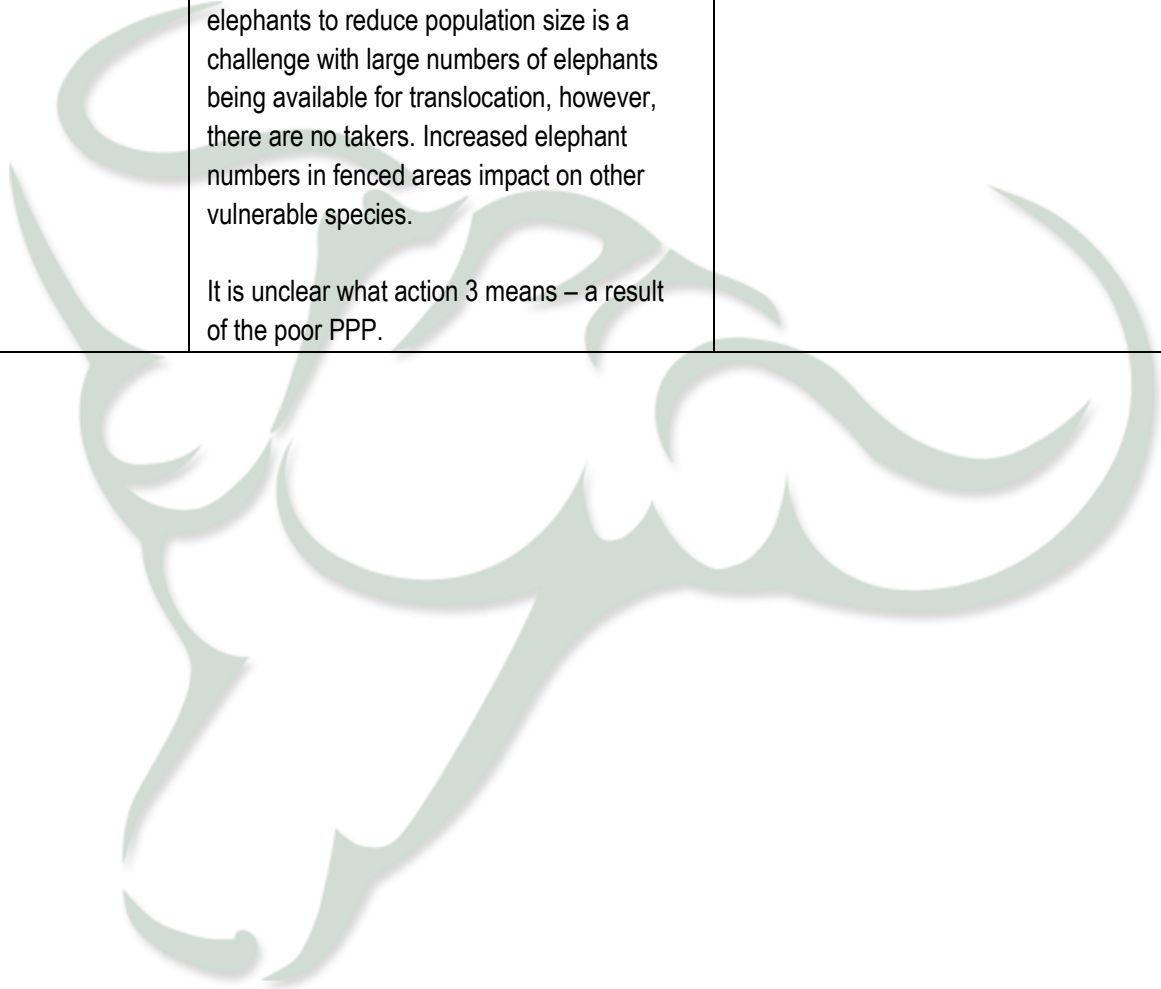 elephants to reduce population size is a
challenge with large numbers of elephants
being available for translocation, however,
there are no takers. Increased elephant
numbers in fenced areas impact on other
vulnerable species.
It is unclear what action 3 means – a result
of the poor PPP.